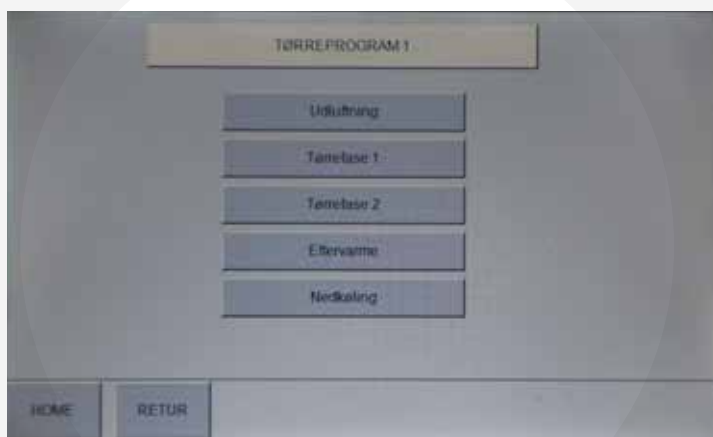 TØRREPROGRAM 1
Udluftning
Tørrefase 1
Tørrefase 2
Eftervarme
Nedkøling
HOME
RETUR